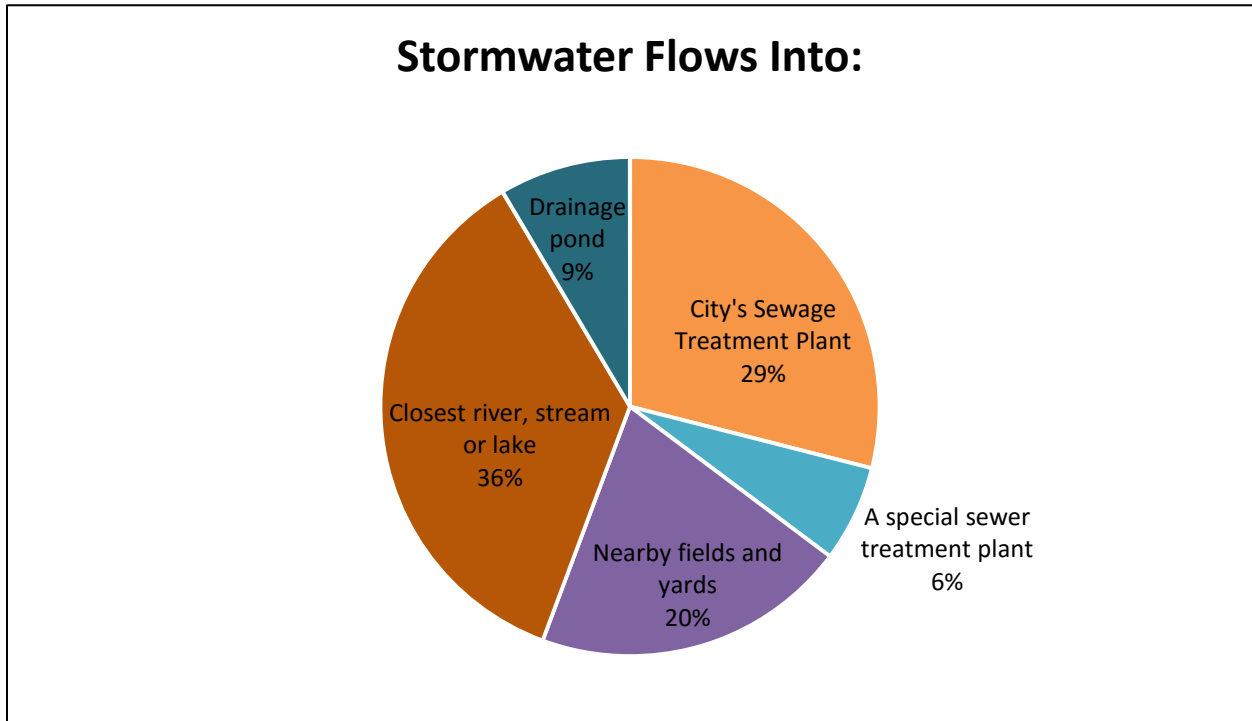 Stormwater Flows Into:
Drainage
pond
9%
City's Sewage
Treatment Plant
29%
Closest river, stream
or lake
36%
A special sewer
treatment plant
6%
Nearby fields and
yards
20%